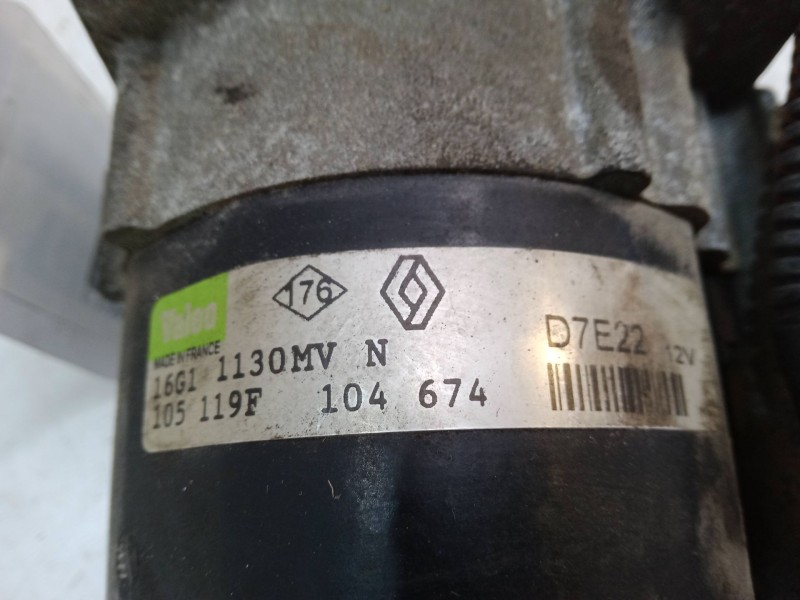 176
Valeo
MADE IN FRANCE
D7E22 12V
16G1 1130MV N
105 119F 104 674